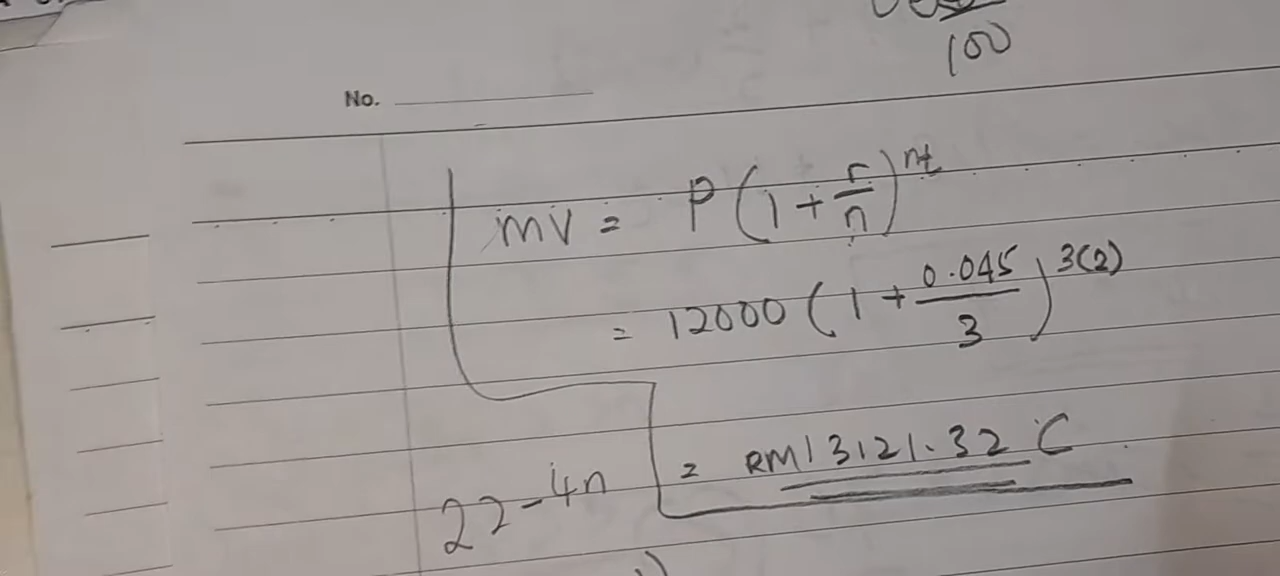 100
No.
MV = P(1 + r/n)^nt
= 12000(1 + 0.045/3)^3(2)
= RM13121.32 C
22-4n